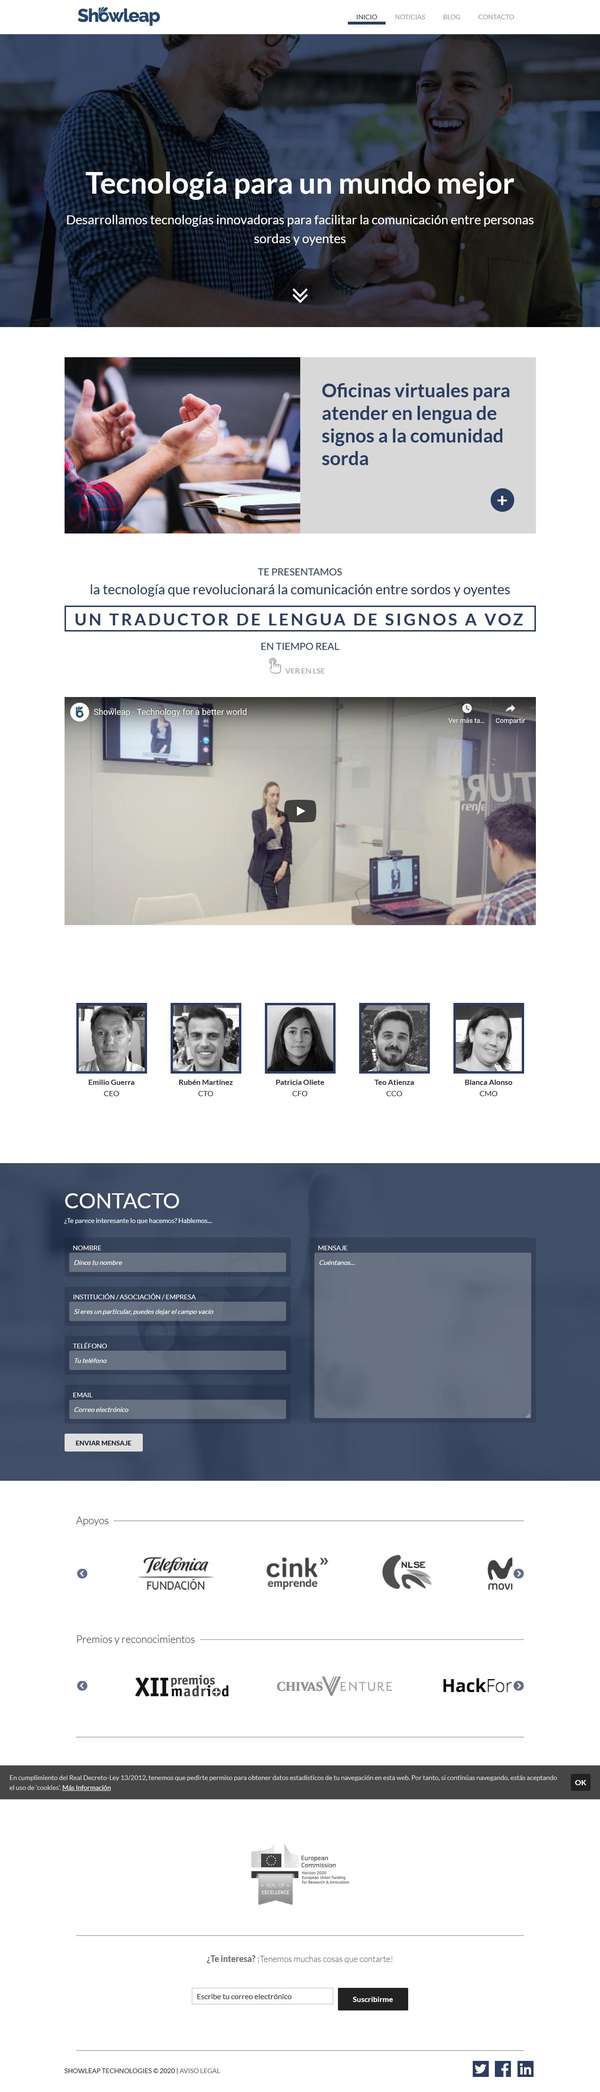 Showleap
INICIO NOTICIAS BLOG CONTACTO
Tecnología para un mundo mejor
Desarrollamos tecnologías innovadoras para facilitar la comunicación entre personas
sordas y oyentes
Oficinas virtuales para
atender en lengua de
signos a la comunidad
sorda
TE PRESENTAMOS
la tecnología que revolucionará la comunicación entre sordos y oyentes
UN TRADUCTOR DE LENGUA DE SIGNOS A VOZ
EN TIEMPO REAL
VER EN LSE
Showleap - Technology for a better world
Ver más ta...
Compartir
TURE
renfe
Emilio Guerra
CEO
Rubén Martínez
CTO
Patricia Oliete
CFO
Teo Atienza
CCO
Blanca Alonso
CMO
CONTACTO
¿Te parece interesante lo que hacemos? Hablemos...
NOMBRE
Dinos tu nombre
INSTITUCIÓN / ASOCIACIÓN / EMPRESA
Si eres un particular, puedes dejar el campo vacío
TELÉFONO
Tu teléfono
EMAIL
Correo electrónico
MENSAJE
Cuéntanos...
ENVIAR MENSAJE
Apoyos
Telefónica
FUNDACIÓN
cink
emprende
NLSE
movi
Premios y reconocimientos
XII premios
madri+d
CHIVAS VENTURE
HackFor
En cumplimiento del Real Decreto-Ley 13/2012, tenemos que pedirte permiso para obtener datos estadísticos de tu navegación en esta web. Por tanto, si continúas navegando, estás aceptando
el uso de 'cookies'. Más Información
OK
European
Commission
Horizon 2020
European Union funding
for Research & Innovation
SEAL OF
EXCELLENCE
¿Te interesa? ¡Tenemos muchas cosas que contarte!
Escribe tu correo electrónico
Suscribirme
SHOWLEAP TECHNOLOGIES © 2020 | AVISO LEGAL